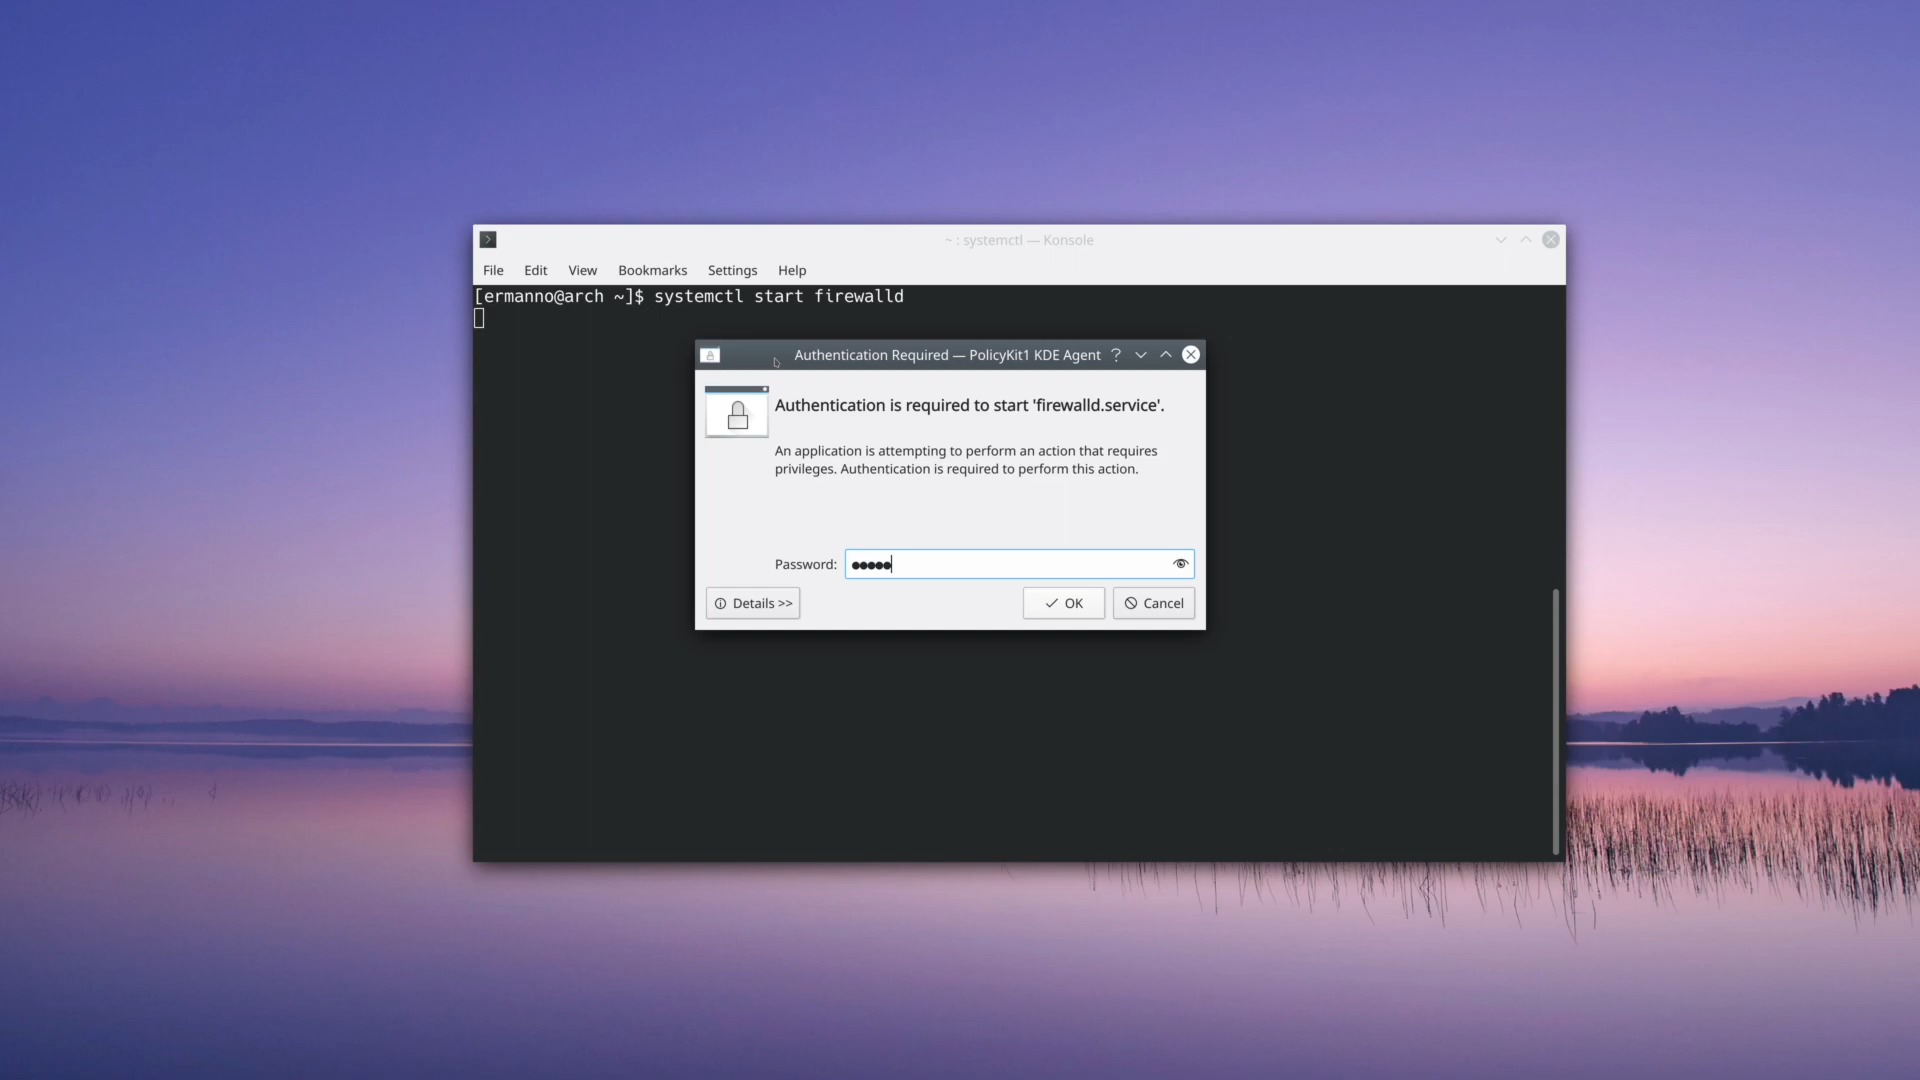 ~ : systemctl — Konsole
File Edit View Bookmarks Settings Help
[ermanno@arch ~]$ systemctl start firewalld
Authentication Required — PolicyKit1 KDE Agent
Authentication is required to start 'firewalld.service'.
An application is attempting to perform an action that requires
privileges. Authentication is required to perform this action.
Password: ●●●●●
Details >> OK Cancel